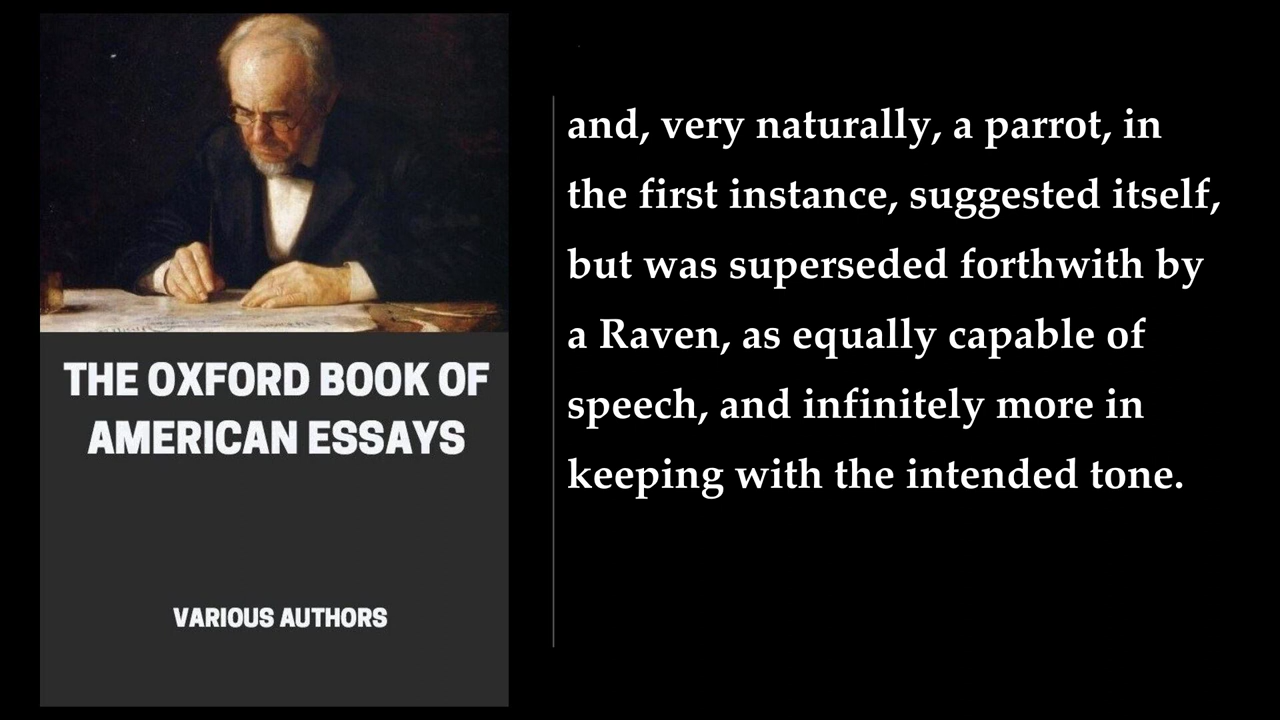 THE OXFORD BOOK OF
AMERICAN ESSAYS
VARIOUS AUTHORS
and, very naturally, a parrot, in
the first instance, suggested itself,
but was superseded forthwith by
a Raven, as equally capable of
speech, and infinitely more in
keeping with the intended tone.